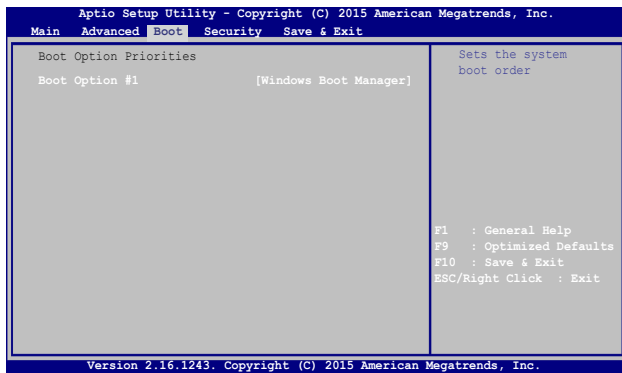 Aptio Setup Utility - Copyright (C) 2015 American Megatrends, Inc.
Main Advanced Boot Security Save & Exit
Boot Option Priorities
Boot Option #1 [Windows Boot Manager]
Sets the system
boot order
F1 : General Help
F9 : Optimized Defaults
F10 : Save & Exit
ESC/Right Click : Exit
Version 2.16.1243. Copyright (C) 2015 American Megatrends, Inc.